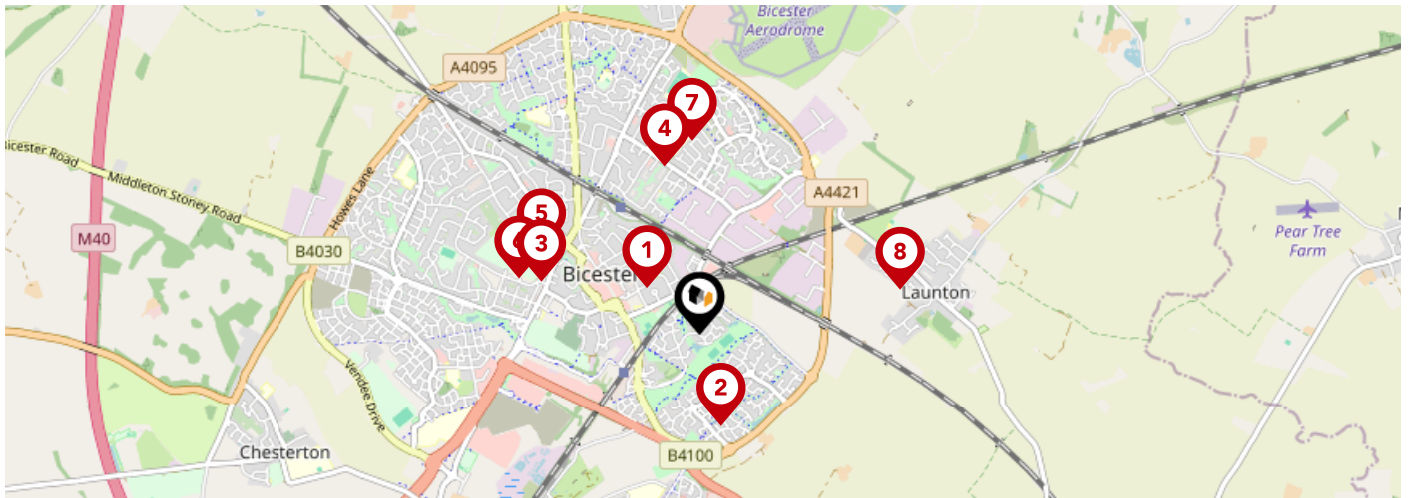 Bicester
Aerodrome
A4095
7
4
icester Road
Middleton Stoney Road
Howes Lane
A4421
5
3
M40
B4030
1
8
Pear Tree
Farm
Bicester
Launton
2
Vendee Drive
Chesterton
B4100